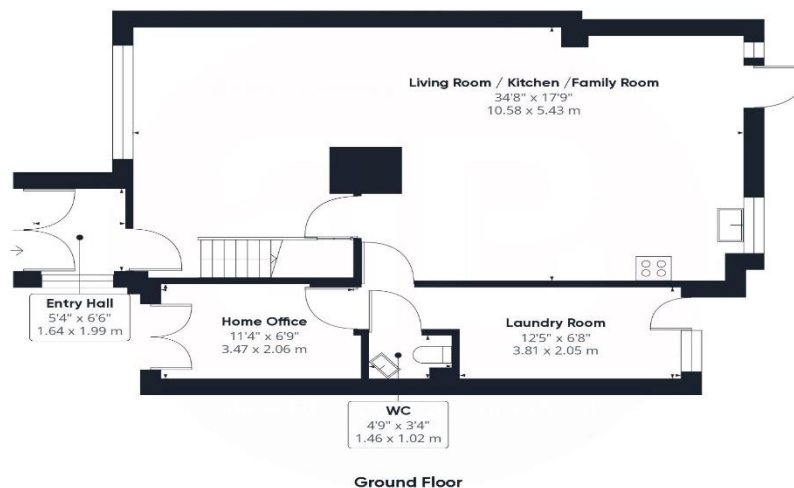 Living Room / Kitchen /Family Room
34'8" x 17'9"
10.58 x 5.43 m
Entry Hall
5'4" x 6'6"
1.64 x 1.99 m
Home Office
11'4" x 6'9"
3.47 x 2.06 m
Laundry Room
12'5" x 6'8"
3.81 x 2.05 m
WC
4'9" x 3'4"
1.46 x 1.02 m
Ground Floor